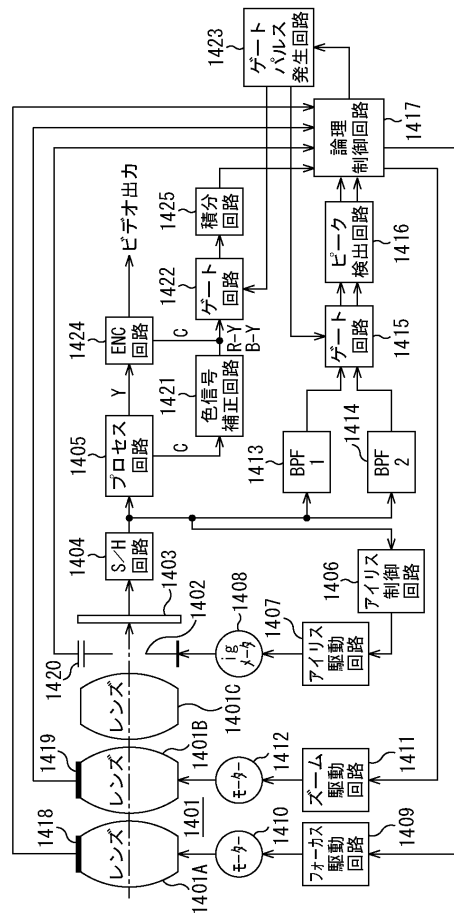 1418
レンズ
1401A
1419
レンズ
1401
1401B
レンズ
1401C
1420
1402
1403
1404
S/H
回路
1405
プロセス
回路
Y
1424
ENC
回路
ビデオ出力
C
C
1421
色信号
補正回路
R-Y
B-Y
1422
ゲート
回路
1425
積分
回路
1423
ゲート
パルス
発生回路
1413
BPF
1
1414
BPF
2
ゲート
回路
1415
ピーク
検出回路
1416
論理
制御回路
1417
1406
アイリス
制御回路
1407
アイリス
駆動
回路
1408
ig
メータ
1412
モーター
1411
ズーム
駆動
回路
1410
モーター
1409
フォーカス
駆動回路